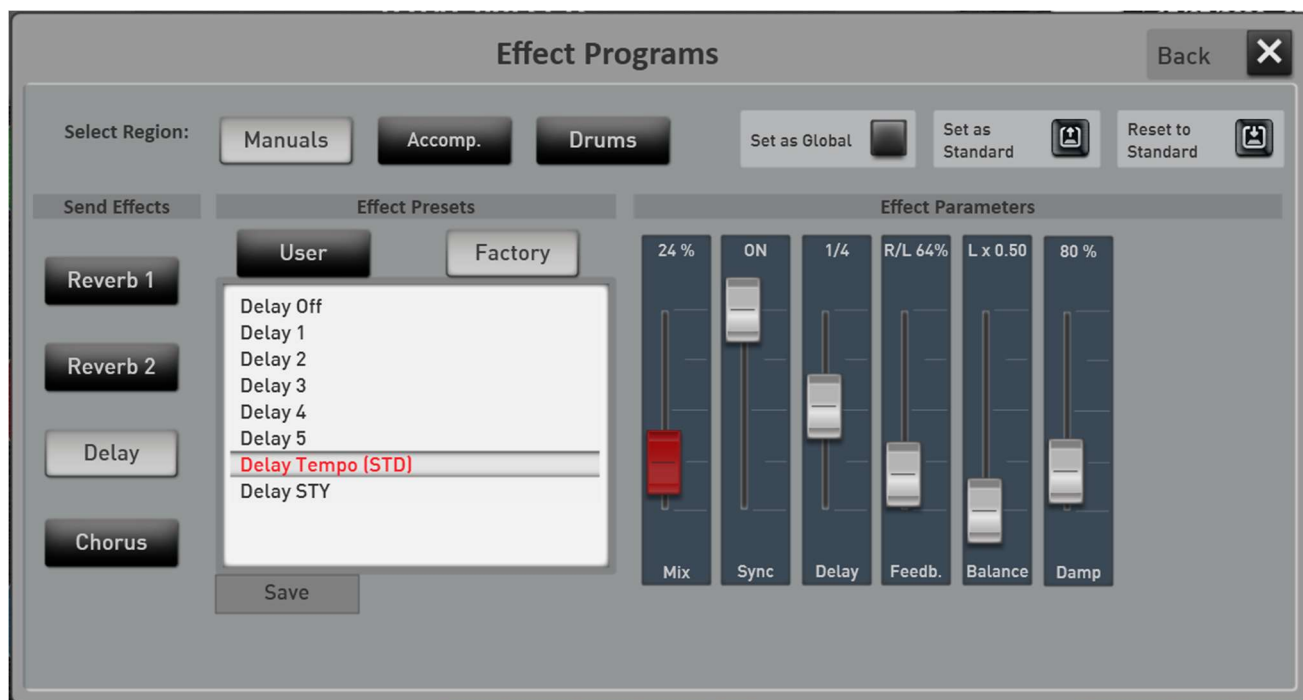 Effect Programs
Back
Select Region:
Manuals
Accomp.
Drums
Set as Global
Set as
Standard
Reset to
Standard
Send Effects
Effect Presets
Effect Parameters
Reverb 1
Reverb 2
Delay
Chorus
User
Factory
Delay Off
Delay 1
Delay 2
Delay 3
Delay 4
Delay 5
Delay Tempo (STD)
Delay STY
Save
24 %
ON
1/4
R/L 64%
L x 0.50
80 %
Mix
Sync
Delay
Feedb.
Balance
Damp